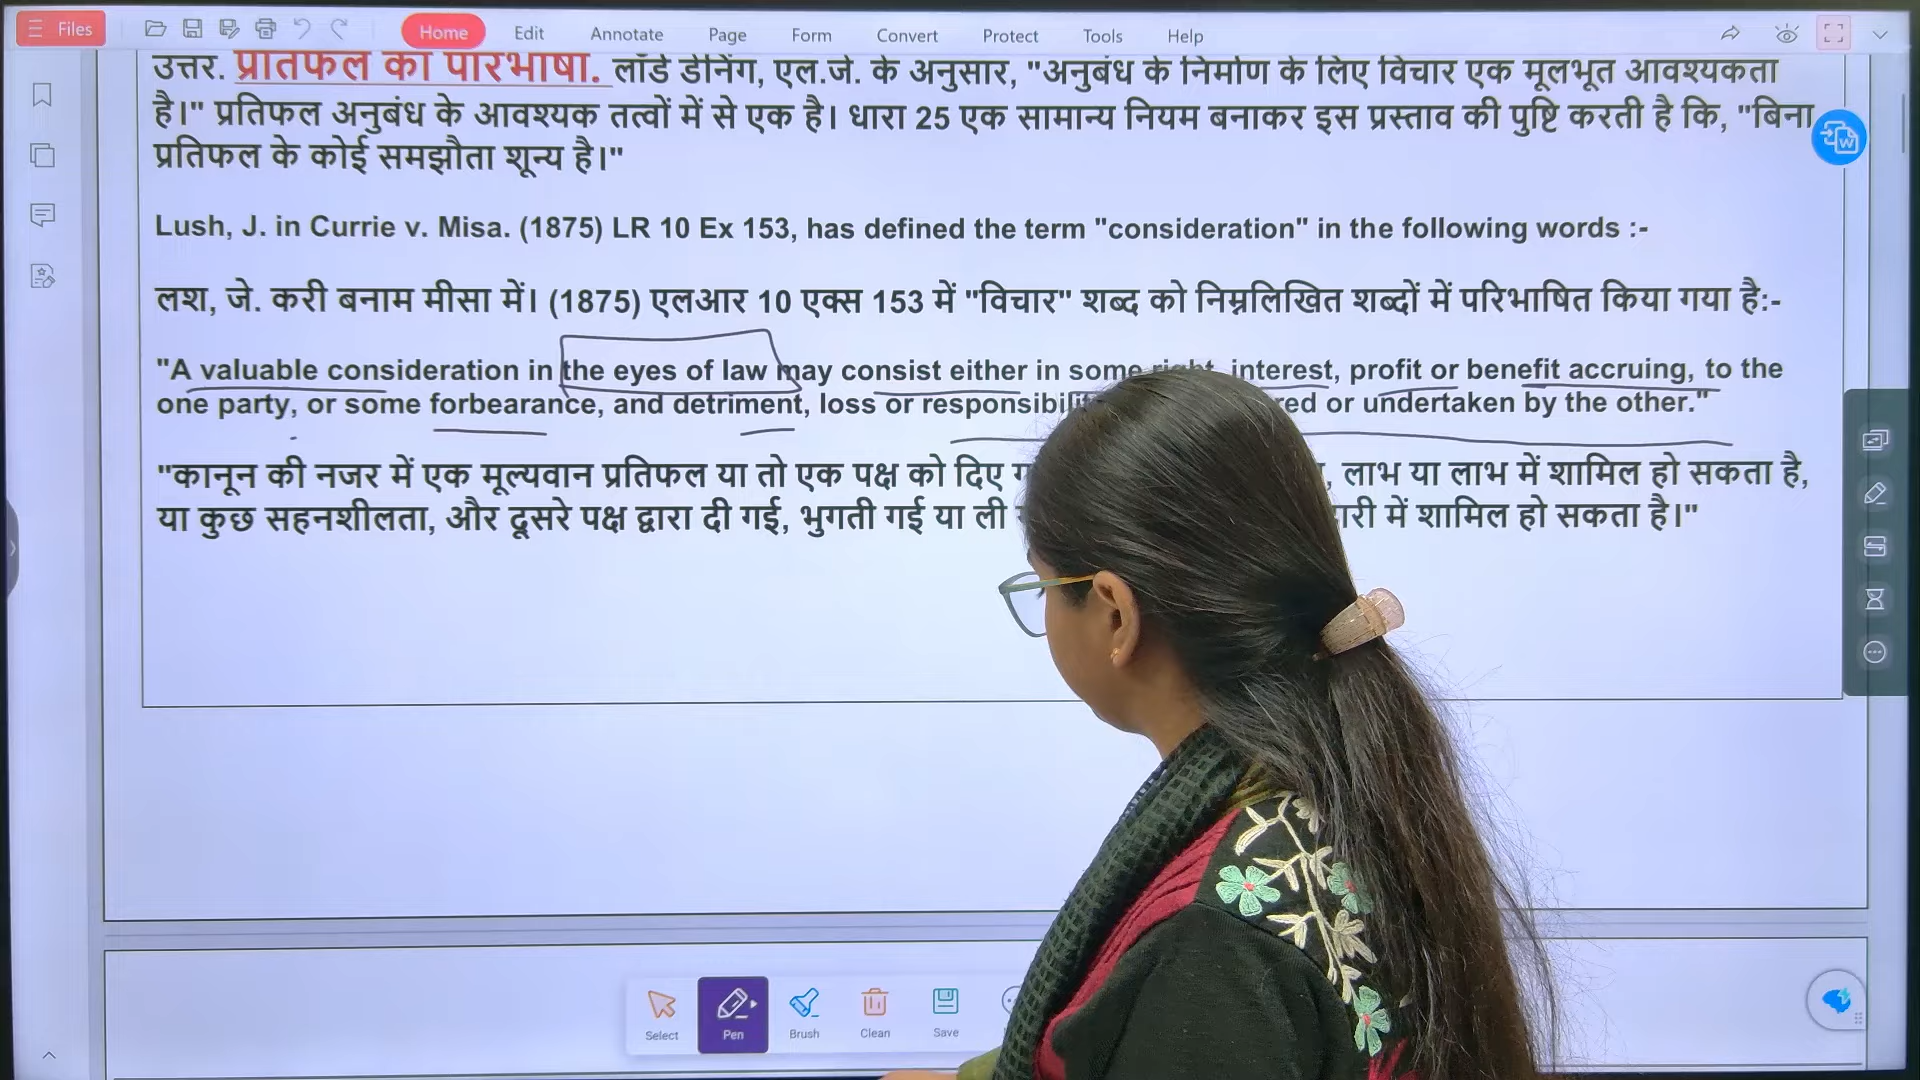 Files
Home Edit Annotate Page Form Convert Protect Tools Help
उत्तर. प्रतिफल की परिभाषा. लॉर्ड डेनिंग, एल.जे. के अनुसार, "अनुबंध के निर्माण के लिए विचार एक मूलभूत आवश्यकता
है।" प्रतिफल अनुबंध के आवश्यक तत्वों में से एक है। धारा 25 एक सामान्य नियम बनाकर इस प्रस्ताव की पुष्टि करती है कि, "बिना
प्रतिफल के कोई समझौता शून्य है।"
Lush, J. in Currie v. Misa. (1875) LR 10 Ex 153, has defined the term "consideration" in the following words :-
लश, जे. करी बनाम मीसा में। (1875) एलआर 10 एक्स 153 में "विचार" शब्द को निम्नलिखित शब्दों में परिभाषित किया गया है:-
"A valuable consideration in the eyes of law may consist either in some right, interest, profit or benefit accruing, to the
one party, or some forbearance, and detriment, loss or undertaken by the other."
"कानून की नजर में एक मूल्यवान प्रतिफल या तो एक पक्ष को दिए लाभ या लाभ में शामिल हो सकता है,
या कुछ सहनशीलता, और दूसरे पक्ष द्वारा दी गई, भुगती गई या ली में शामिल हो सकता है।"
Select Pen Brush Clean Save